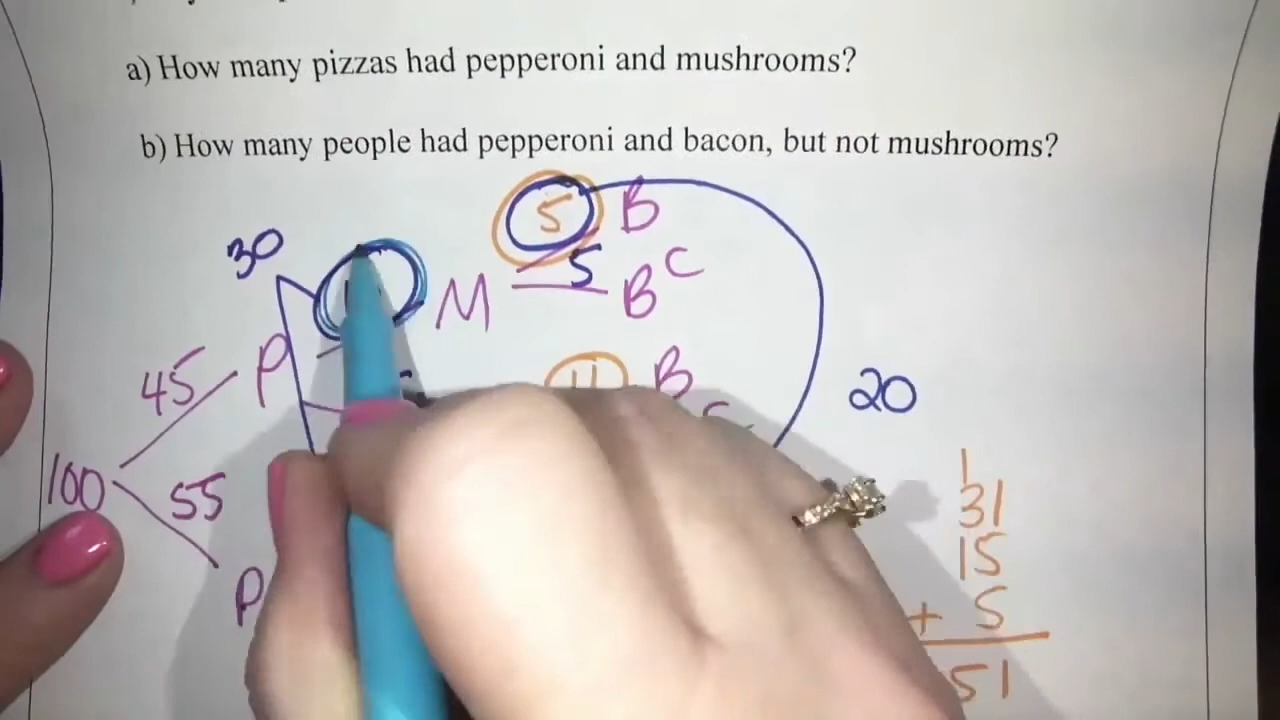 a) How many pizzas had pepperoni and mushrooms?
b) How many people had pepperoni and bacon, but not mushrooms?
5 B
30
M
5 B^C
45 P
11 B
C
20
100
55
P
1
31
15
+ 5
51